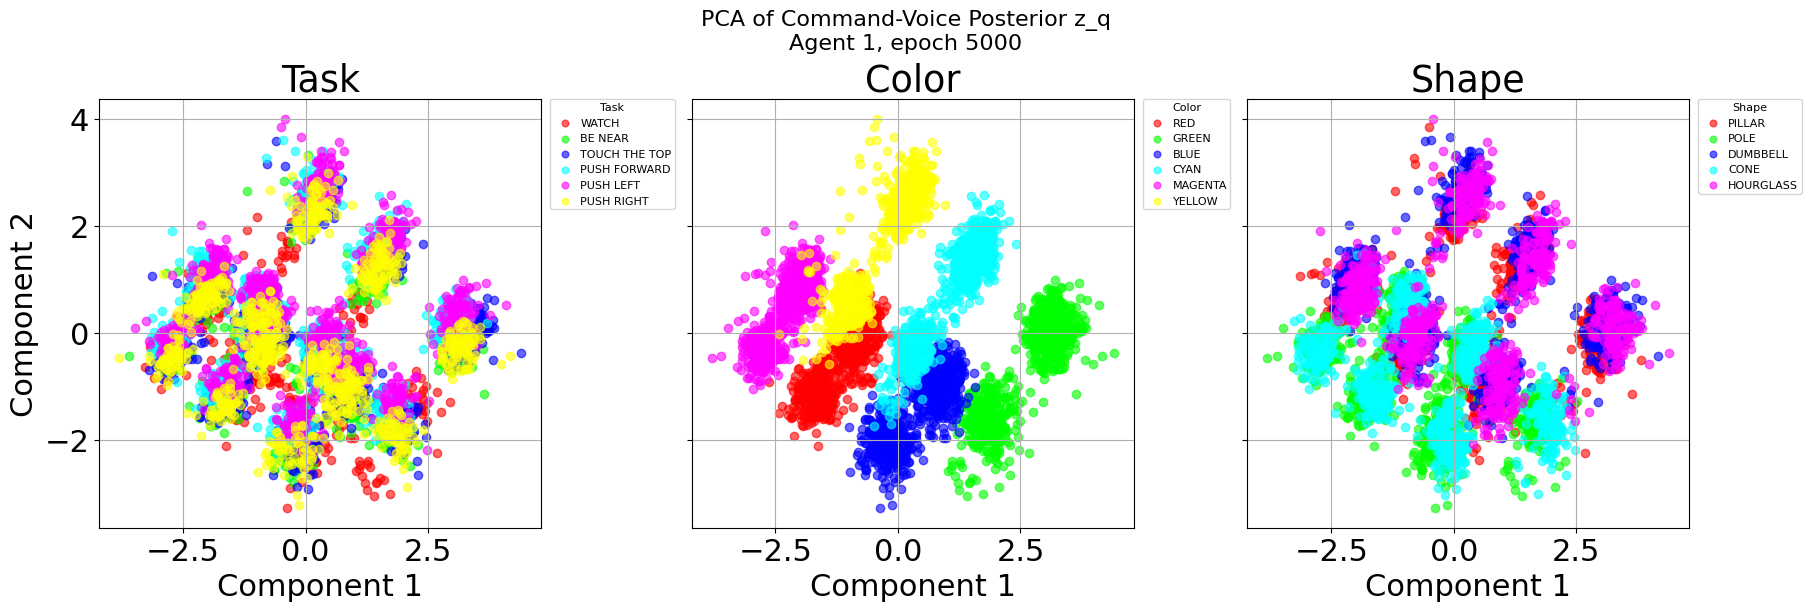 PCA of Command-Voice Posterior z_q
Agent 1, epoch 5000
Task
Color
Shape
Component 2
4
2
0
−2
−2.5 0.0 2.5
Component 1
Task
WATCH
BE NEAR
TOUCH THE TOP
PUSH FORWARD
PUSH LEFT
PUSH RIGHT
−2.5 0.0 2.5
Component 1
Color
RED
GREEN
BLUE
CYAN
MAGENTA
YELLOW
−2.5 0.0 2.5
Component 1
Shape
PILLAR
POLE
DUMBBELL
CONE
HOURGLASS